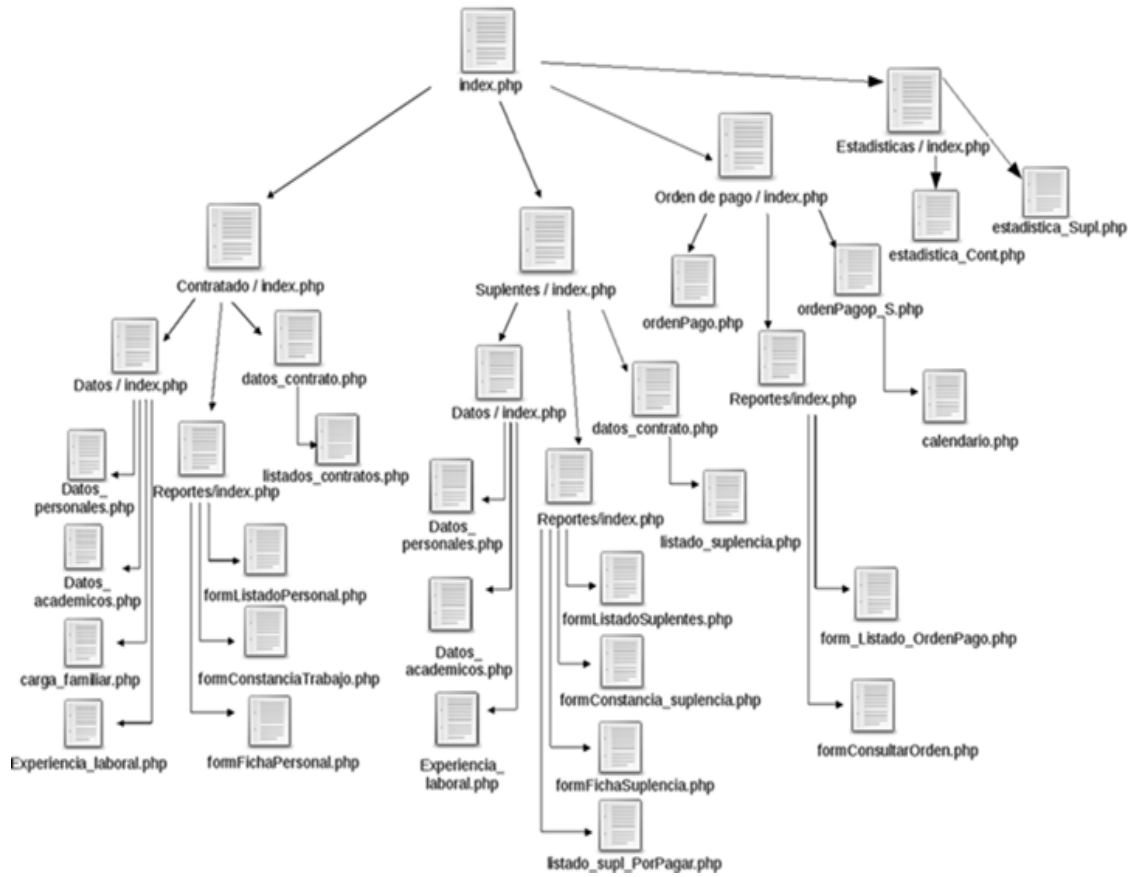 index.php
Estadisticas / index.php
Orden de pago / index.php
estadistica_Supl.php
estadistica_Cont.php
Contratado / index.php
Suplentes / index.php
ordenPagop_S.php
ordenPago.php
Datos / index.php
datos_contrato.php
Reportes/index.php
Datos / index.php
datos_contrato.php
calendario.php
listados_contratos.php
Reportes/index.php
Datos_
personales.php
Reportes/index.php
Datos_
personales.php
listado_suplencia.php
Datos_
academicos.php
formListadoPersonal.php
formListadoSuplentes.php
form_Listado_OrdenPago.php
Datos_
academicos.php
carga_familiar.php
formConstanciaTrabajo.php
formConstancia_suplencia.php
formConsultarOrden.php
Experiencia_laboral.php
formFichaPersonal.php
Experiencia_
laboral.php
formFichaSuplencia.php
listado_supl_PorPagar.php